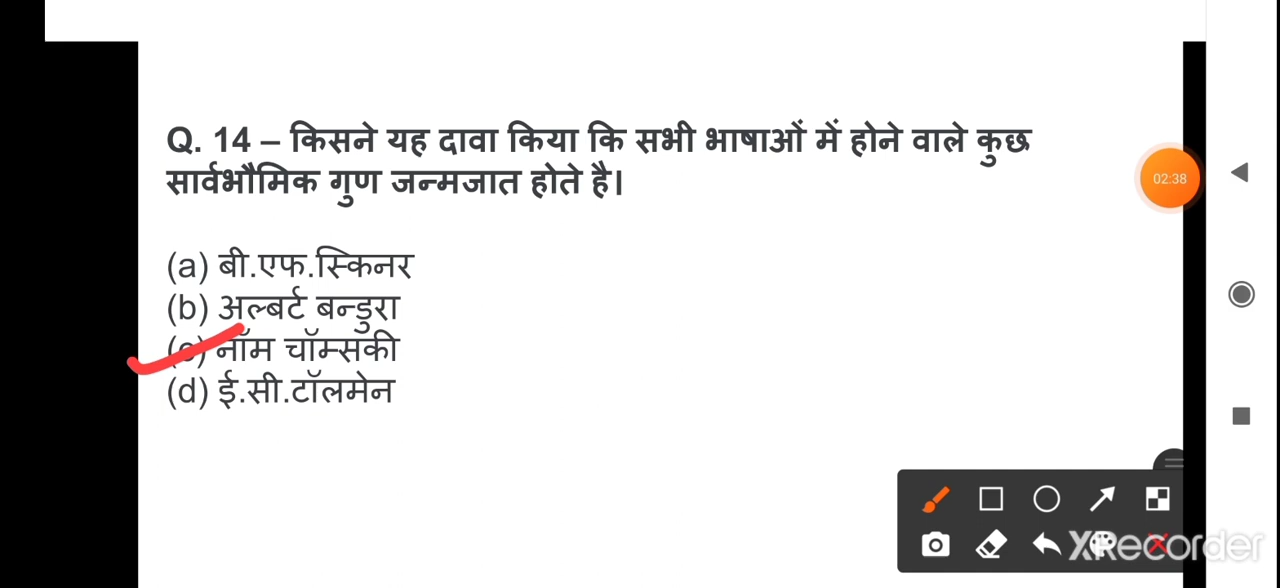 Q. 14 – किसने यह दावा किया कि सभी भाषाओं में होने वाले कुछ
सार्वभौमिक गुण जन्मजात होते है।
02:38
(a) बी.एफ.स्किनर
(b) अल्बर्ट बन्डुरा
(c) नॉम चॉम्सकी
(d) ई.सी.टॉलमेन
XRecorder